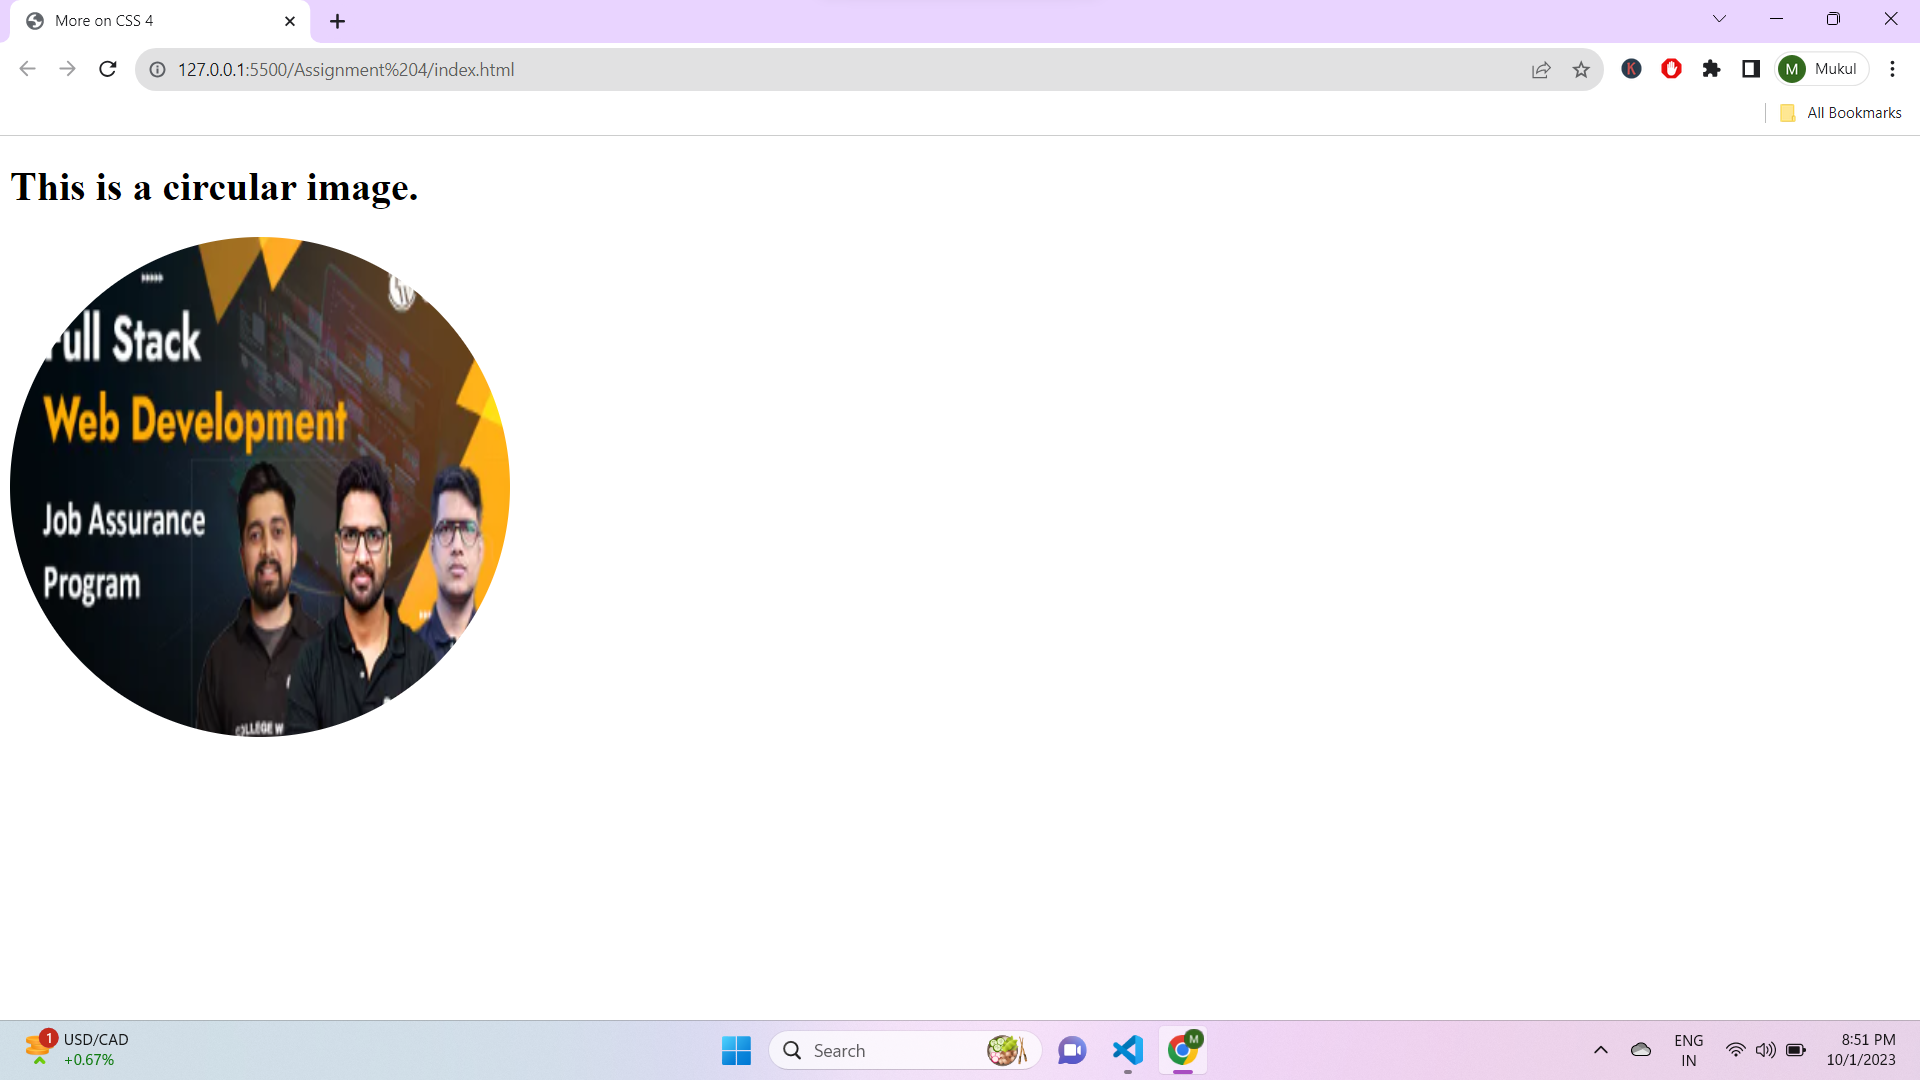 More on CSS 4
127.0.0.1:5500/Assignment%204/index.html
K
M
Mukul
All Bookmarks
This is a circular image.
Full Stack
Web Development
Job Assurance
Program
1
USD/CAD
+0.67%
Search
M
ENG
IN
8:51 PM
10/1/2023